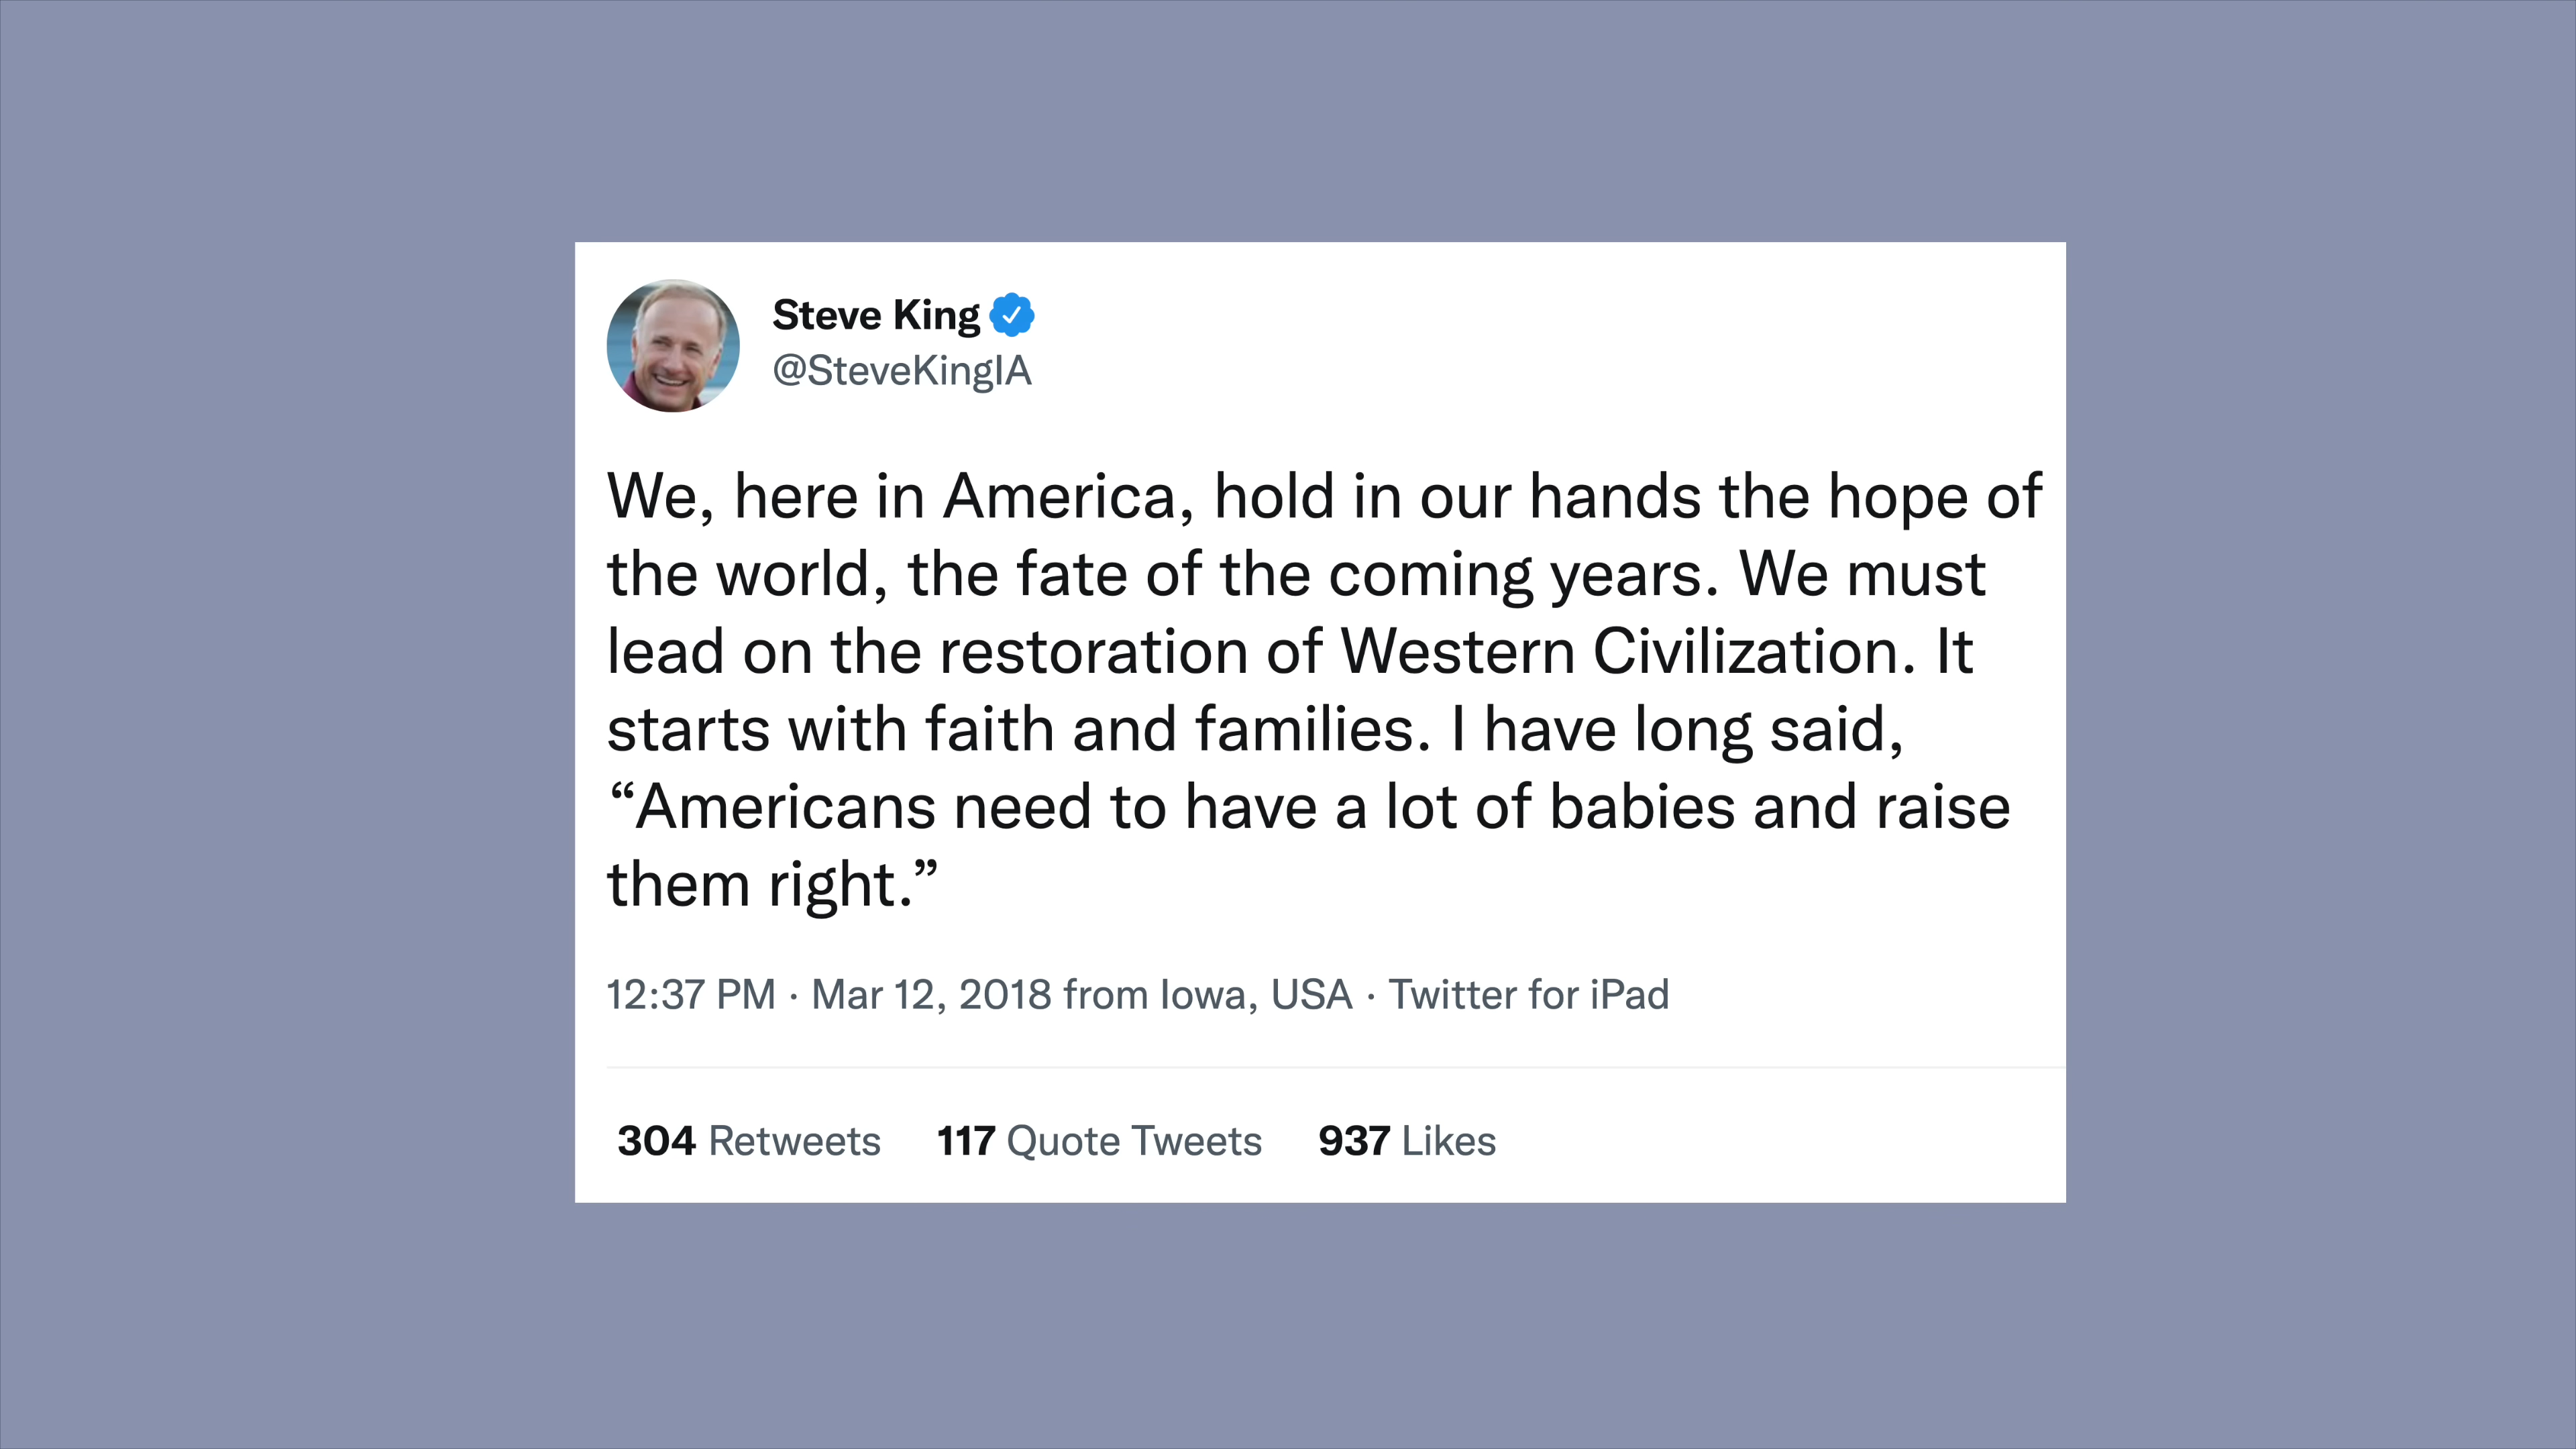 Steve King
@SteveKingIA
We, here in America, hold in our hands the hope of
the world, the fate of the coming years. We must
lead on the restoration of Western Civilization. It
starts with faith and families. I have long said,
“Americans need to have a lot of babies and raise
them right.”
12:37 PM · Mar 12, 2018 from Iowa, USA · Twitter for iPad
304 Retweets 117 Quote Tweets 937 Likes